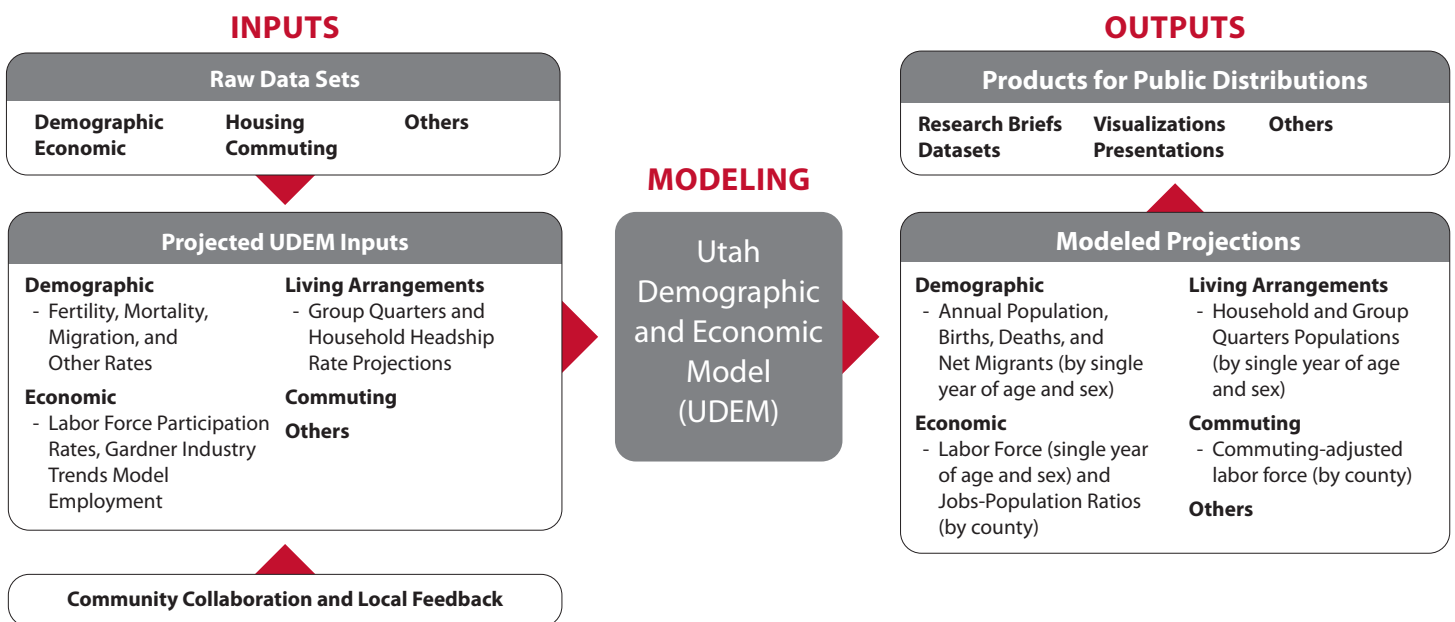 INPUTS
Raw Data Sets
Demographic Housing Others
Economic Commuting
Projected UDEM Inputs
Demographic
- Fertility, Mortality,
Migration, and
Other Rates
Economic
- Labor Force Participation
Rates, Gardner Industry
Trends Model
Employment
Living Arrangements
- Group Quarters and
Household Headship
Rate Projections
Commuting
Others
Community Collaboration and Local Feedback
MODELING
Utah
Demographic
and Economic
Model
(UDEM)
OUTPUTS
Products for Public Distributions
Research Briefs Visualizations Others
Datasets Presentations
Modeled Projections
Demographic
- Annual Population,
Births, Deaths, and
Net Migrants (by single
year of age and sex)
Economic
- Labor Force (single year
of age and sex) and
Jobs-Population Ratios
(by county)
Living Arrangements
- Household and Group
Quarters Populations
(by single year of age
and sex)
Commuting
- Commuting-adjusted
labor force (by county)
Others